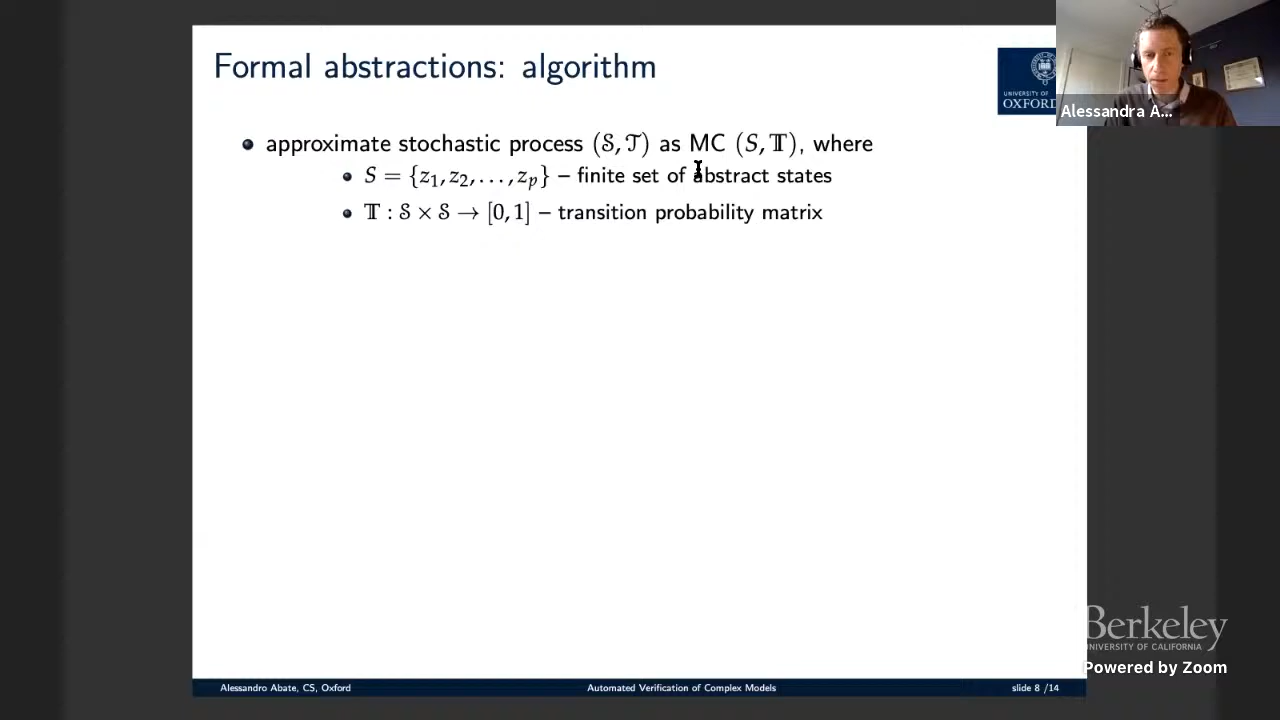 Formal abstractions: algorithm
UNIVERSITY OF
OXFORD
Alessandra A...
approximate stochastic process (𝒮, 𝒯) as MC (S, 𝕋), where
S = {z₁, z₂, . . . , zₚ} – finite set of abstract states
𝕋 : 𝒮 × 𝒮 → [0, 1] – transition probability matrix
Berkeley
UNIVERSITY OF CALIFORNIA
Powered by Zoom
Alessandro Abate, CS, Oxford
Automated Verification of Complex Models
slide 8 /14